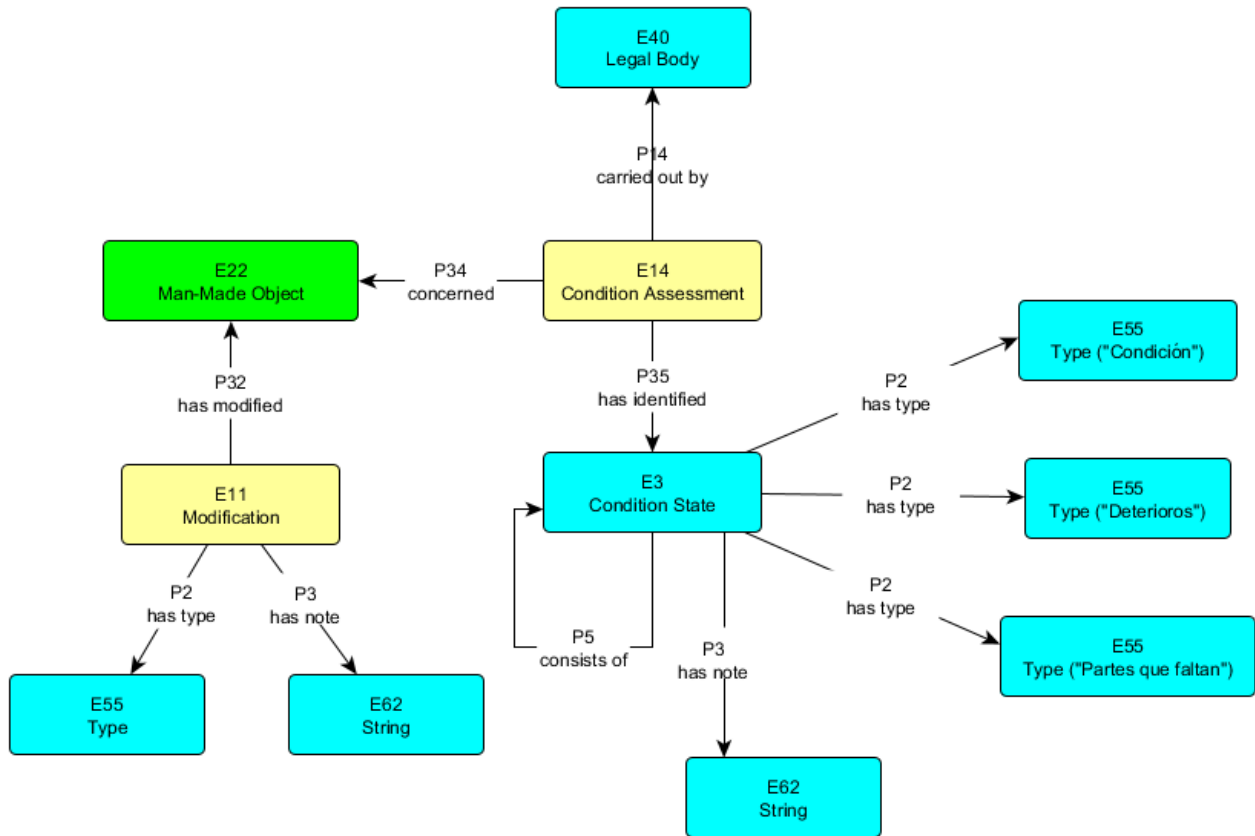 E40
Legal Body
P14
carried out by
E22
Man-Made Object
P34
concerned
E14
Condition Assessment
E55
Type ("Condición")
P32
has modified
P35
has identified
P2
has type
E11
Modification
E3
Condition State
P2
has type
E55
Type ("Deterioros")
P2
has type
P3
has note
P5
consists of
P3
has note
P2
has type
E55
Type ("Partes que faltan")
E55
Type
E62
String
E62
String